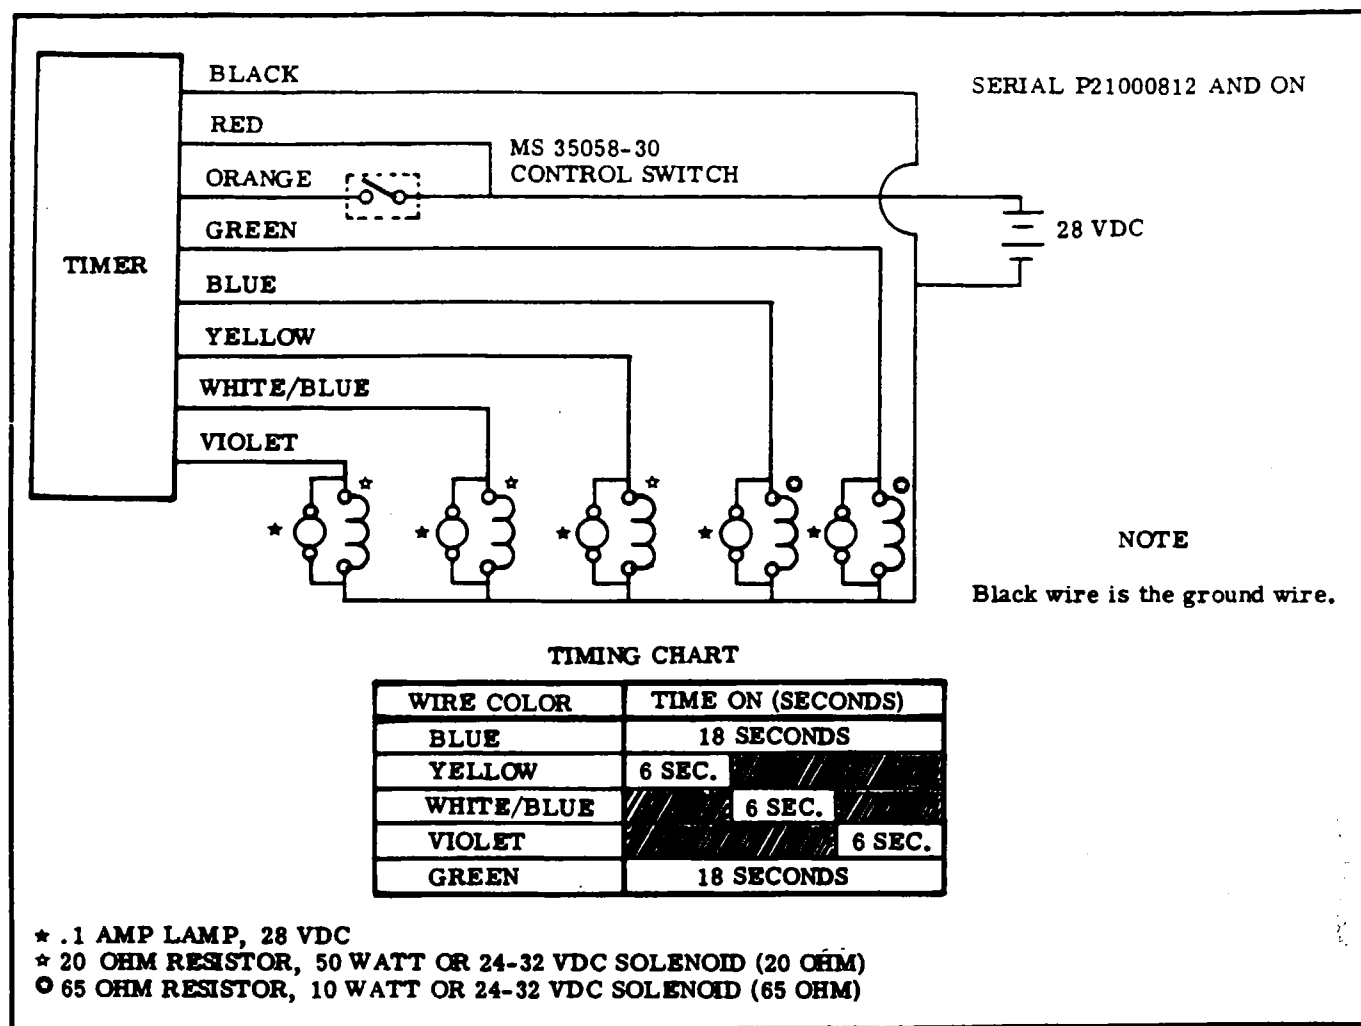 BLACK
SERIAL P21000812 AND ON
RED
MS 35058-30
CONTROL SWITCH
ORANGE
GREEN
28 VDC
TIMER
BLUE
YELLOW
WHITE/BLUE
VIOLET
NOTE
Black wire is the ground wire.
TIMING CHART
WIRE COLOR TIME ON (SECONDS)
BLUE 18 SECONDS
YELLOW 6 SEC.
WHITE/BLUE 6 SEC.
VIOLET 6 SEC.
GREEN 18 SECONDS
★ .1 AMP LAMP, 28 VDC
☆ 20 OHM RESISTOR, 50 WATT OR 24-32 VDC SOLENOID (20 OHM)
○ 65 OHM RESISTOR, 10 WATT OR 24-32 VDC SOLENOID (65 OHM)